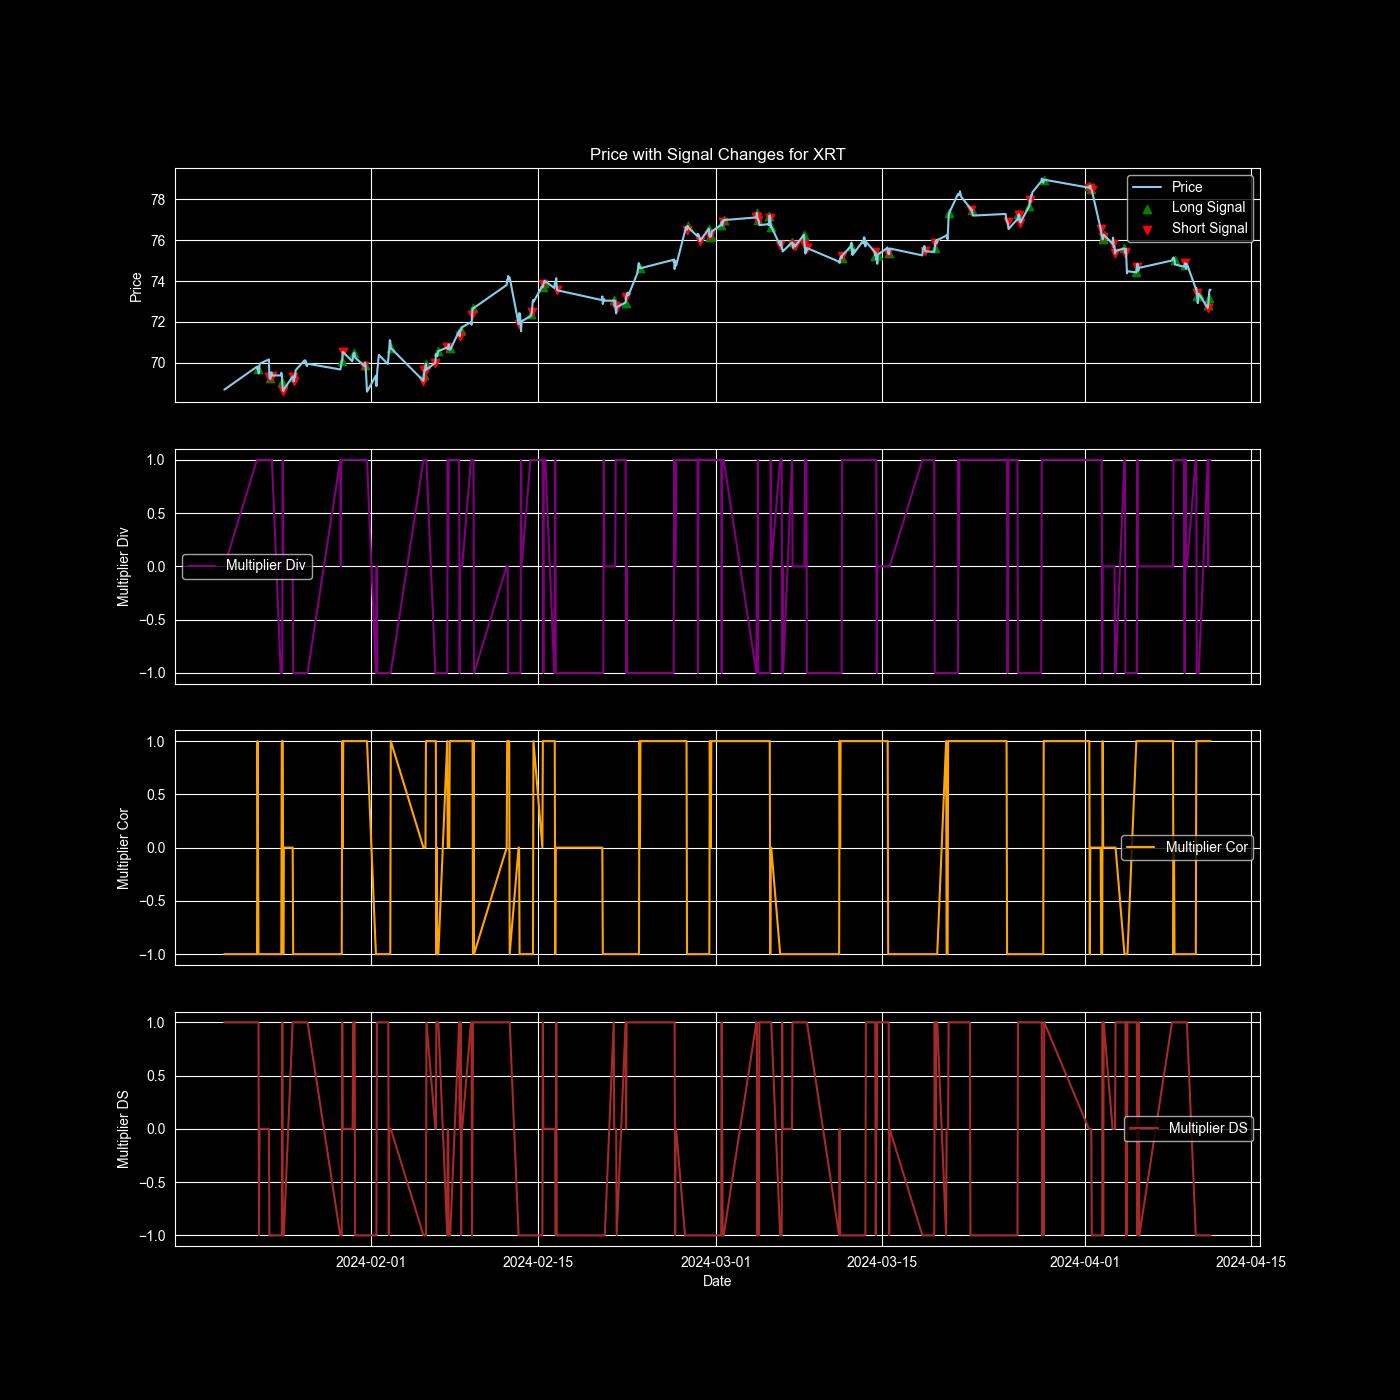 Price with Signal Changes for XRT
Price
78
76
74
72
70
Price
Long Signal
Short Signal
Multiplier Div
1.0
0.5
0.0
−0.5
−1.0
Multiplier Div
Multiplier Cor
1.0
0.5
0.0
−0.5
−1.0
Multiplier Cor
Multiplier DS
1.0
0.5
0.0
−0.5
−1.0
Multiplier DS
2024-02-01
2024-02-15
2024-03-01
2024-03-15
2024-04-01
2024-04-15
Date